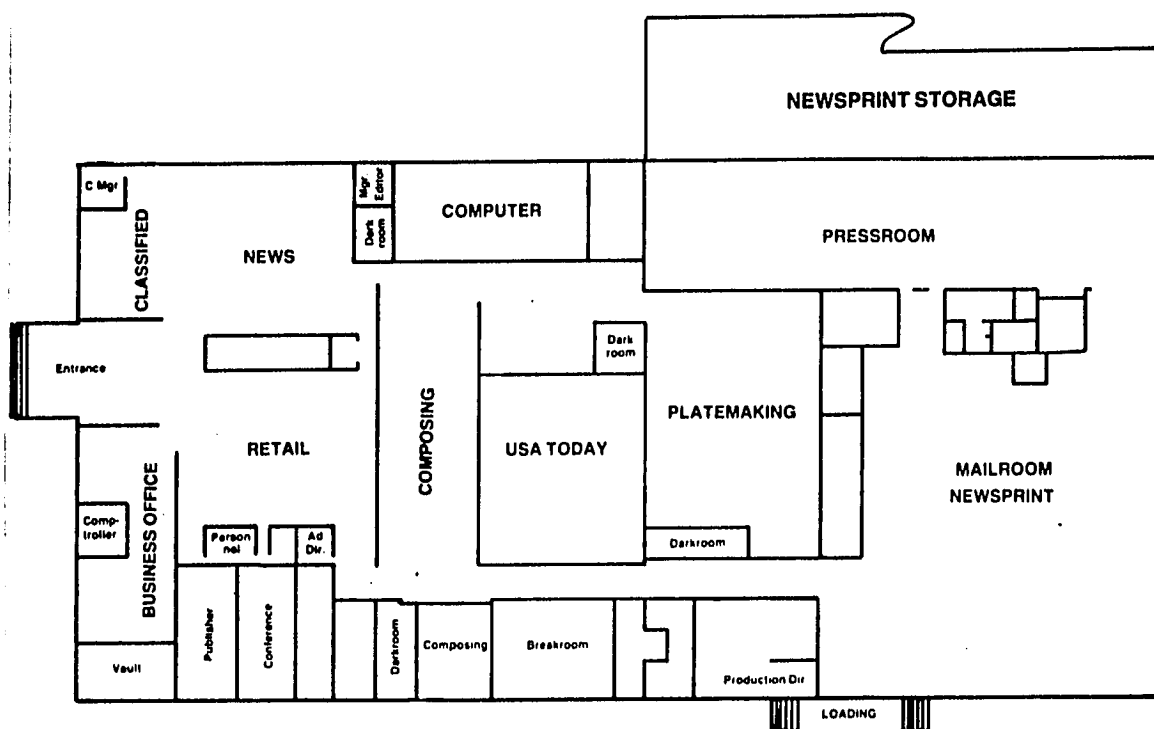 NEWSPRINT STORAGE
C Mgr
CLASSIFIED
NEWS
Mgr.
Editor
Dark
room
COMPUTER
PRESSROOM
Entrance
Dark
room
RETAIL
COMPOSING
USA TODAY
PLATEMAKING
MAILROOM
NEWSPRINT
BUSINESS OFFICE
Comp-
troller
Person
nel
Ad
Dir.
Darkroom
Vault
Publisher
Conference
Darkroom
Composing
Breakroom
Production Dir
LOADING